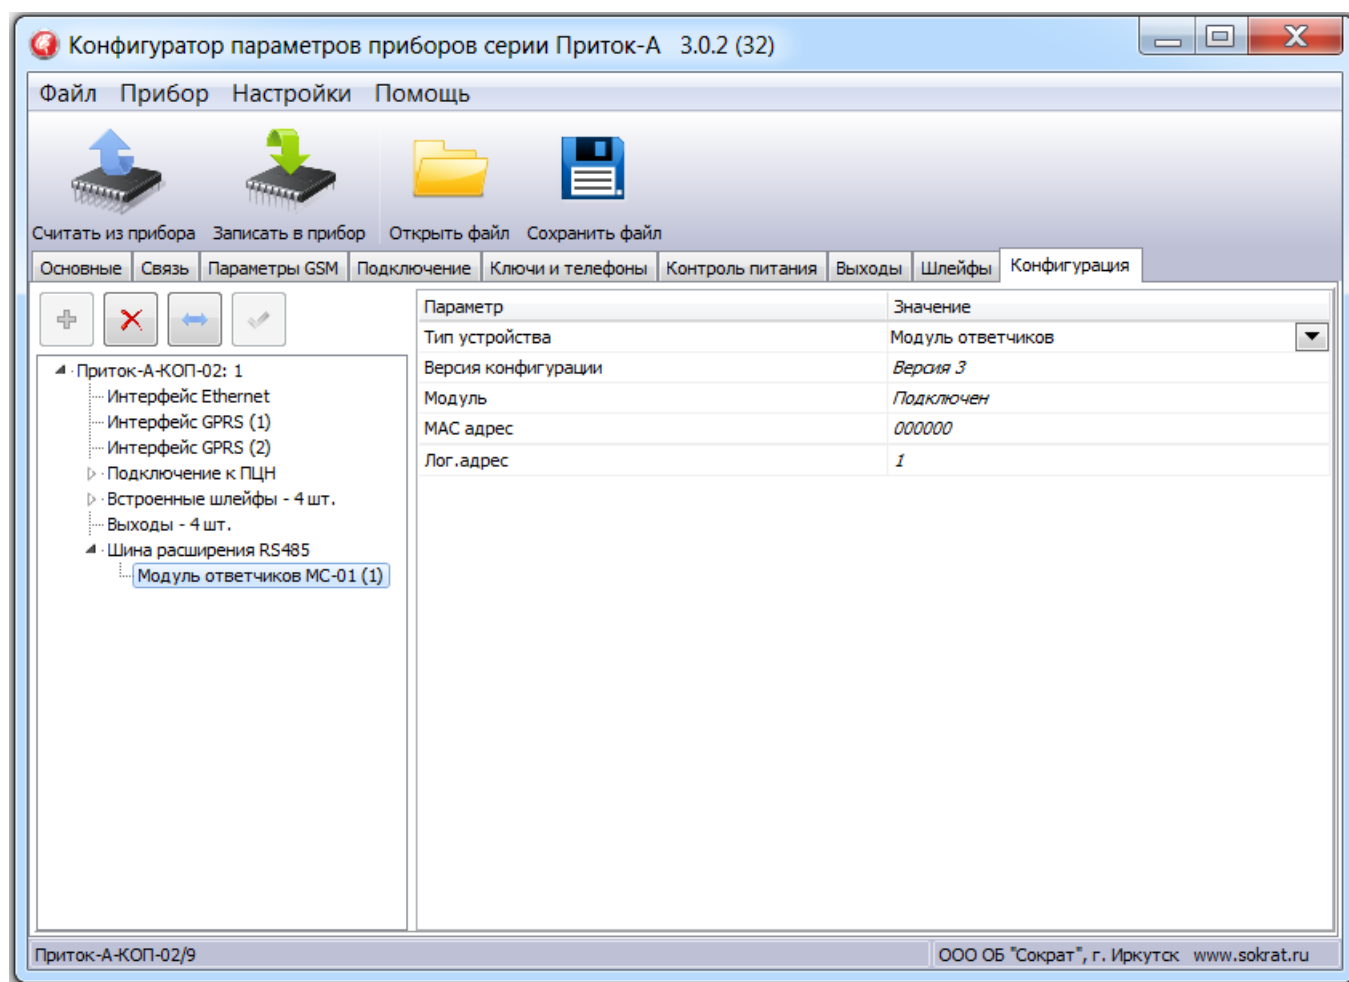 Конфигуратор параметров приборов серии Приток-А 3.0.2 (32)
Файл Прибор Настройки Помощь
Считать из прибора Записать в прибор Открыть файл Сохранить файл
Основные Связь Параметры GSM Подключение Ключи и телефоны Контроль питания Выходы Шлейфы Конфигурация
Приток-А-КОП-02: 1
Интерфейс Ethernet
Интерфейс GPRS (1)
Интерфейс GPRS (2)
Подключение к ПЦН
Встроенные шлейфы - 4 шт.
Выходы - 4 шт.
Шина расширения RS485
Модуль ответчиков МС-01 (1)
Параметр Значение
Тип устройства Модуль ответчиков
Версия конфигурации Версия 3
Модуль Подключен
MAC адрес 000000
Лог.адрес 1
Приток-А-КОП-02/9 ООО ОБ "Сократ", г. Иркутск www.sokrat.ru